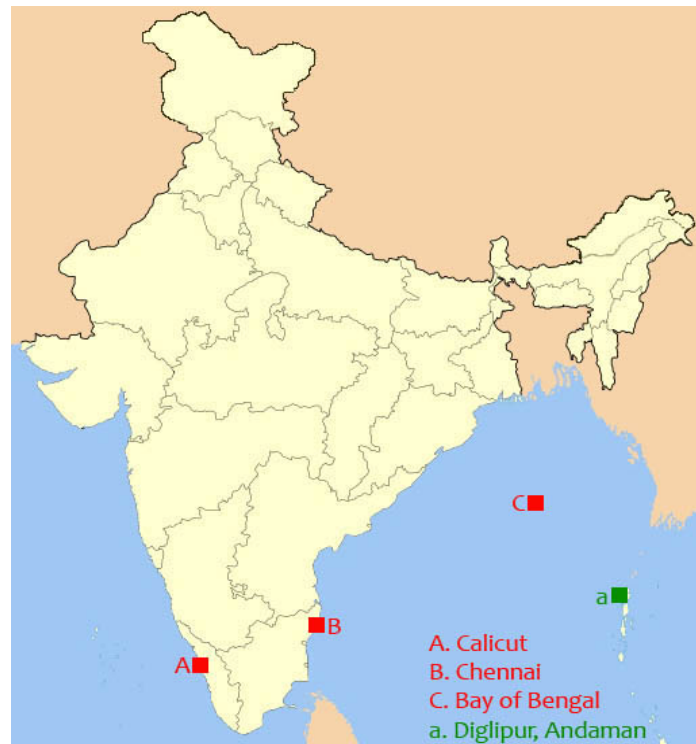 C
a
B
A
A. Calicut
B. Chennai
C. Bay of Bengal
a. Diglipur, Andaman